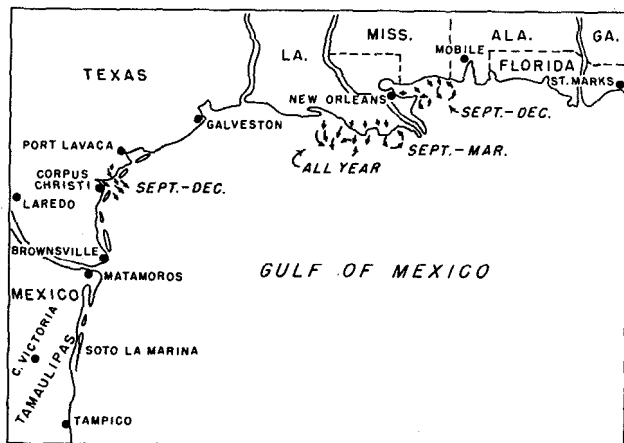 MISS.
ALA.
GA.
LA.
MOBILE
FLORIDA
TEXAS
ST. MARKS
NEW ORLEANS
SEPT.-DEC.
GALVESTON
PORT LAVACA
SEPT.-MAR.
ALL YEAR
CORPUS
CHRISTI
SEPT.-DEC.
LAREDO
BROWNSVILLE
GULF OF MEXICO
MATAMOROS
MEXICO
C. VICTORIA
TAMAULIPAS
SOTO LA MARINA
TAMPICO